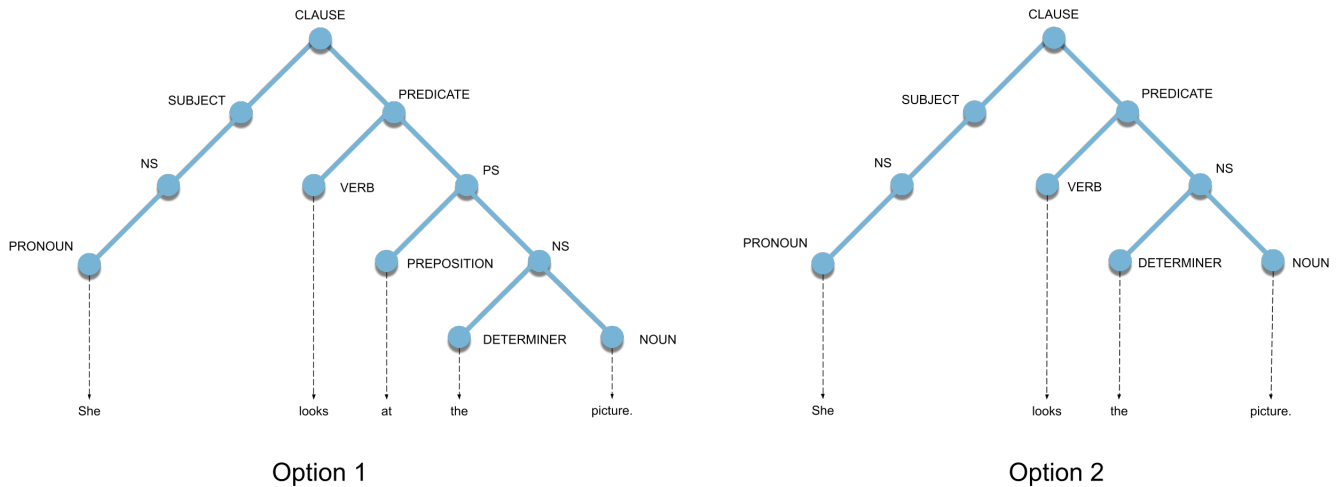 CLAUSE
SUBJECT
PREDICATE
NS
VERB
PS
PRONOUN
PREPOSITION
NS
DETERMINER
NOUN
She looks at the picture.
Option 1
CLAUSE
SUBJECT
PREDICATE
NS
VERB
NS
PRONOUN
DETERMINER
NOUN
She looks the picture.
Option 2